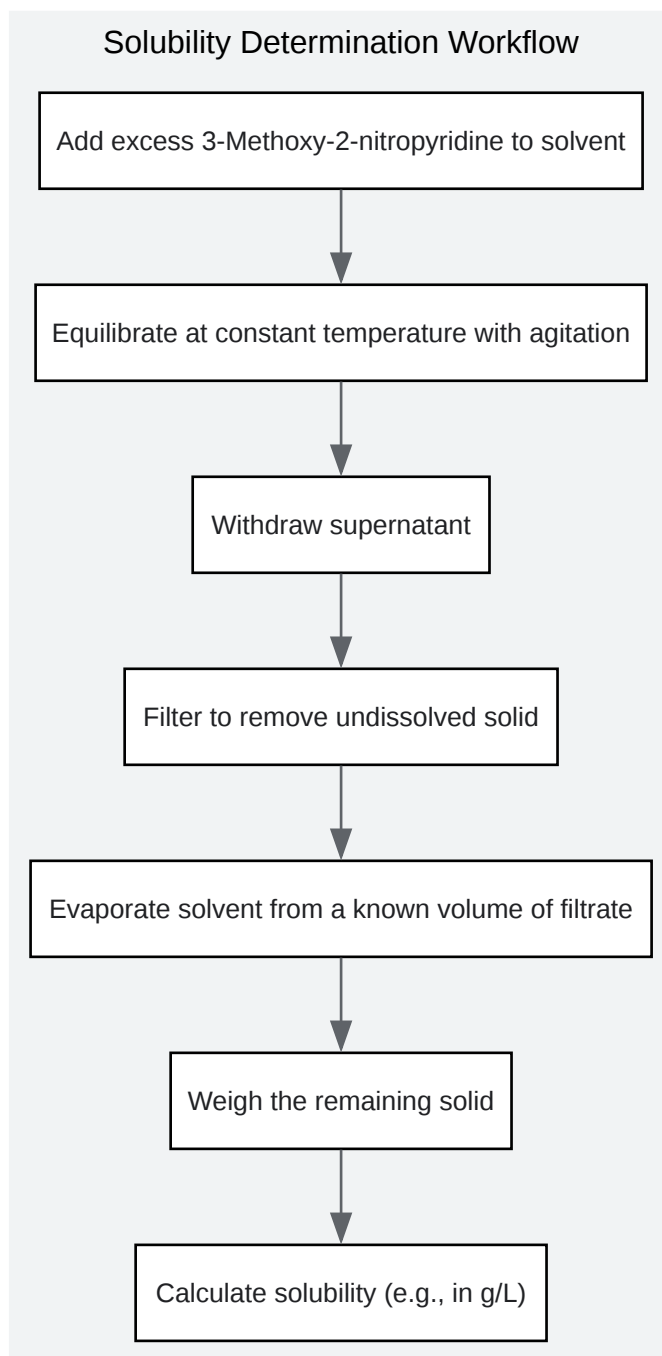 Solubility Determination Workflow
Add excess 3-Methoxy-2-nitropyridine to solvent
Equilibrate at constant temperature with agitation
Withdraw supernatant
Filter to remove undissolved solid
Evaporate solvent from a known volume of filtrate
Weigh the remaining solid
Calculate solubility (e.g., in g/L)